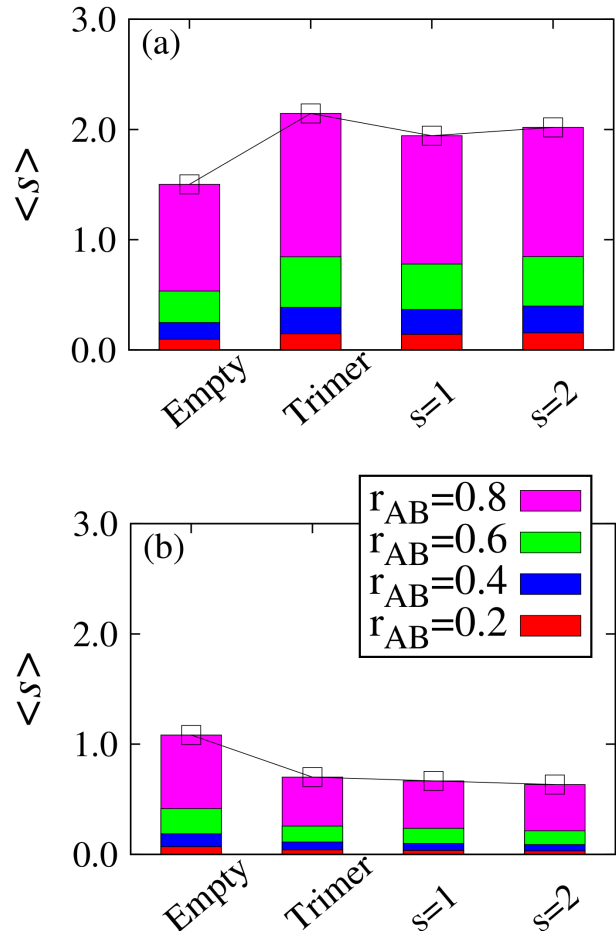 3.0
(a)
2.0
<s>
1.0
0.0
Empty
Trimer
s=1
s=2
3.0
(b)
r_AB=0.8
r_AB=0.6
r_AB=0.4
r_AB=0.2
2.0
<s>
1.0
0.0
Empty
Trimer
s=1
s=2